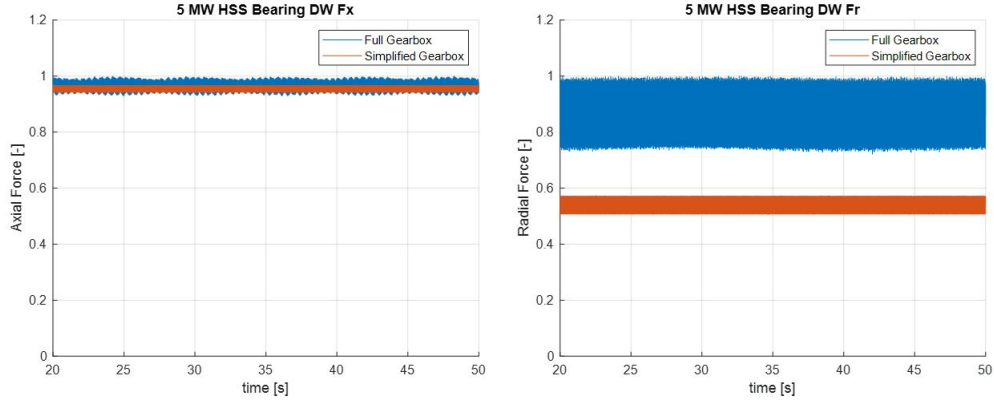 5 MW HSS Bearing DW Fx
1.2
1
0.8
0.6
0.4
0.2
0
Axial Force [-]
Full Gearbox
Simplified Gearbox
20 25 30 35 40 45 50
time [s]
5 MW HSS Bearing DW Fr
1.2
1
0.8
0.6
0.4
0.2
0
Radial Force [-]
Full Gearbox
Simplified Gearbox
20 25 30 35 40 45 50
time [s]